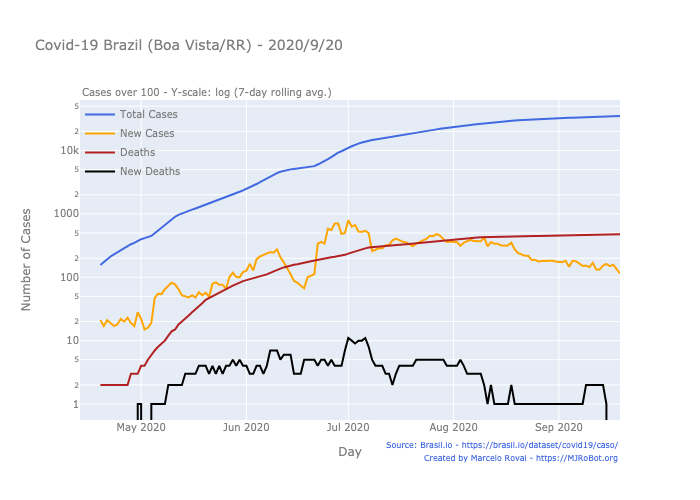 Covid-19 Brazil (Boa Vista/RR) - 2020/9/20
Cases over 100 - Y-scale: log (7-day rolling avg.)
Total Cases
New Cases
Deaths
New Deaths
Number of Cases
5
2
10k
5
2
1000
5
2
100
5
2
10
5
2
1
May 2020
Jun 2020
Jul 2020
Aug 2020
Sep 2020
Day
Source: Brasil.io - https://brasil.io/dataset/covid19/caso/
Created by Marcelo Rovai - https://MJRoBot.org